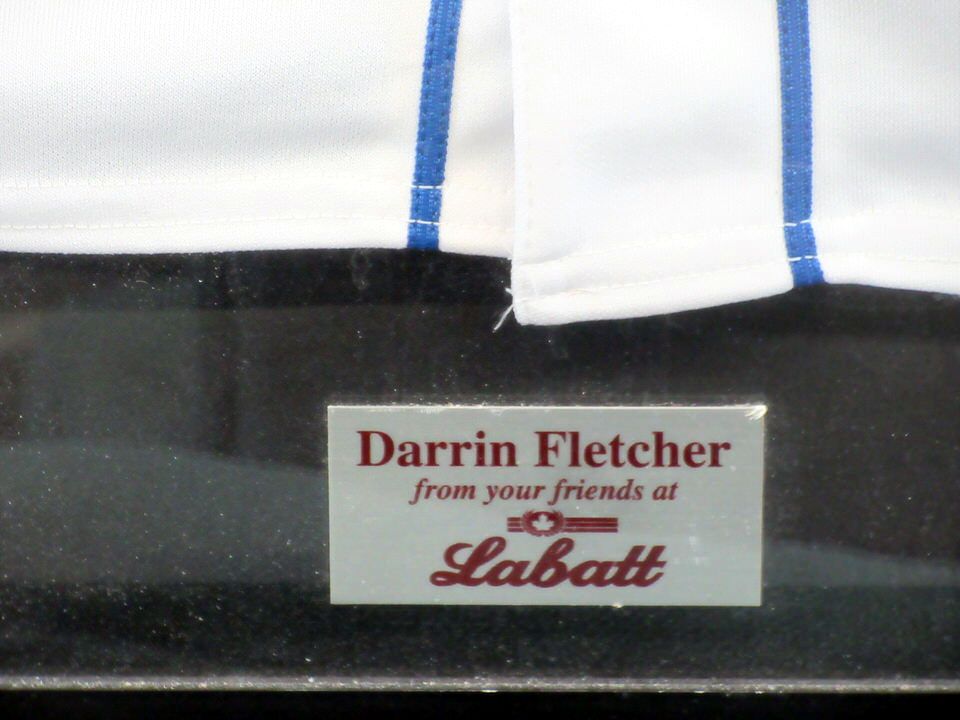 Darrin Fletcher
from your friends at
Labatt